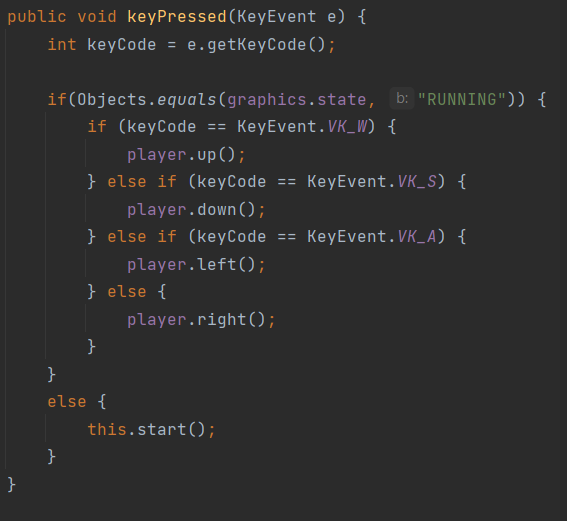 public void keyPressed(KeyEvent e) {
    int keyCode = e.getKeyCode();

    if(Objects.equals(graphics.state, b: "RUNNING")) {
        if (keyCode == KeyEvent.VK_W) {
            player.up();
        } else if (keyCode == KeyEvent.VK_S) {
            player.down();
        } else if (keyCode == KeyEvent.VK_A) {
            player.left();
        } else {
            player.right();
        }
    }
    else {
        this.start();
    }
}